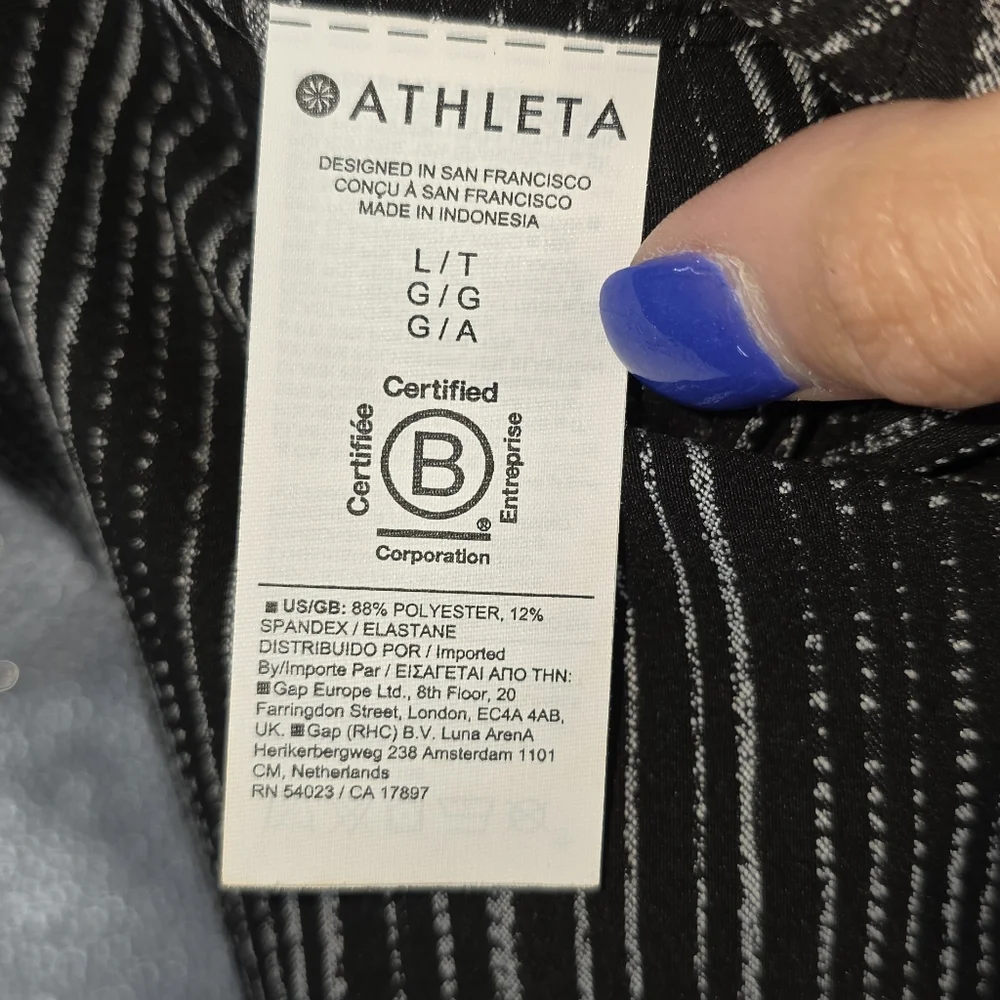 ATHLETA
DESIGNED IN SAN FRANCISCO
CONÇU À SAN FRANCISCO
MADE IN INDONESIA
L / T
G / G
G / A
Certified
Certifiée
B
Entreprise
®
Corporation
US/GB: 88% POLYESTER, 12%
SPANDEX / ELASTANE
DISTRIBUIDO POR / Imported
By/Importe Par / ΕΙΣΑΓΕΤΑΙ ΑΠΟ ΤΗΝ:
Gap Europe Ltd., 8th Floor, 20
Farringdon Street, London, EC4A 4AB,
UK. Gap (RHC) B.V. Luna ArenA
Herikerbergweg 238 Amsterdam 1101
CM, Netherlands
RN 54023 / CA 17897